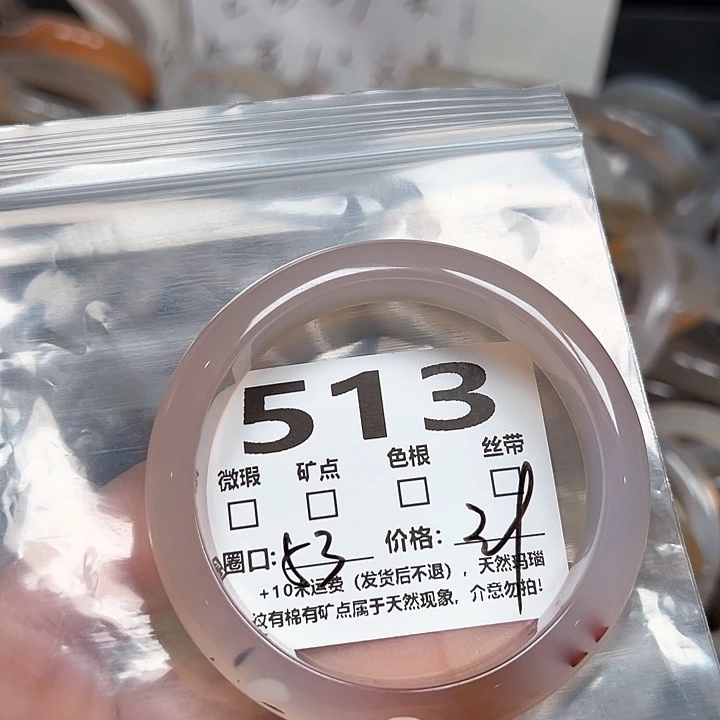 513
微瑕 矿点 色根 丝带
圈口: 53 价格:
+10米运费（发货后不退），天然玛瑙
有棉有矿点属于天然现象，介意勿拍!